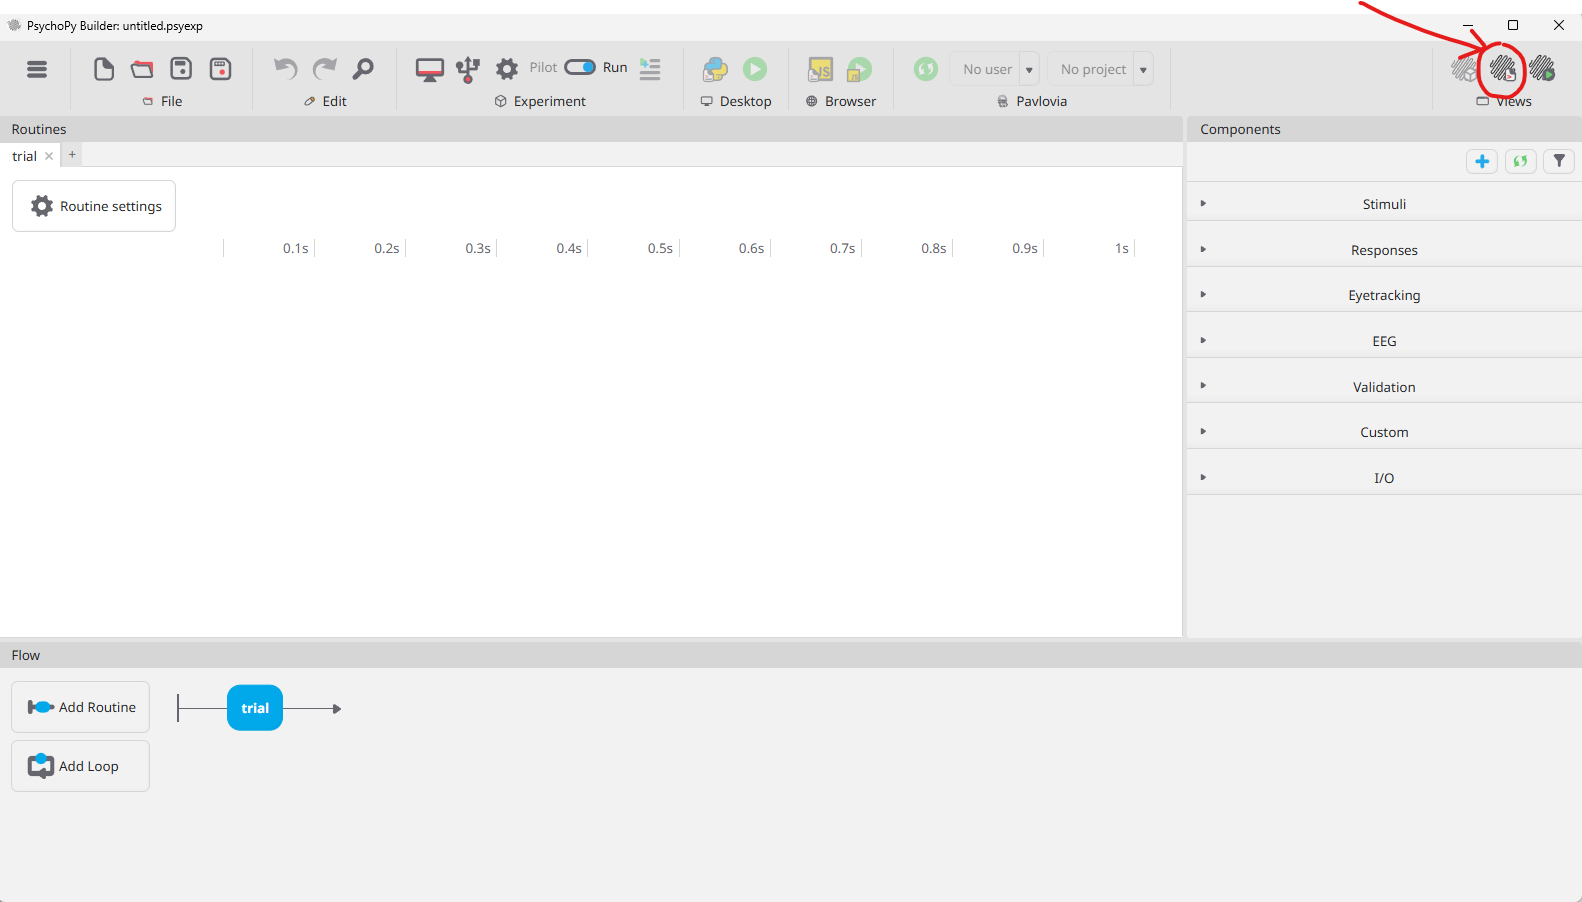 PsychoPy Builder: untitled.psyexp
Pilot Run
No user
No project
File
Edit
Experiment
Desktop
Browser
Pavlovia
Views
JS
Routines
trial
+
Routine settings
0.1s 0.2s 0.3s 0.4s 0.5s 0.6s 0.7s 0.8s 0.9s 1s
Components
Stimuli
Responses
Eyetracking
EEG
Validation
Custom
I/O
Flow
Add Routine
trial
Add Loop